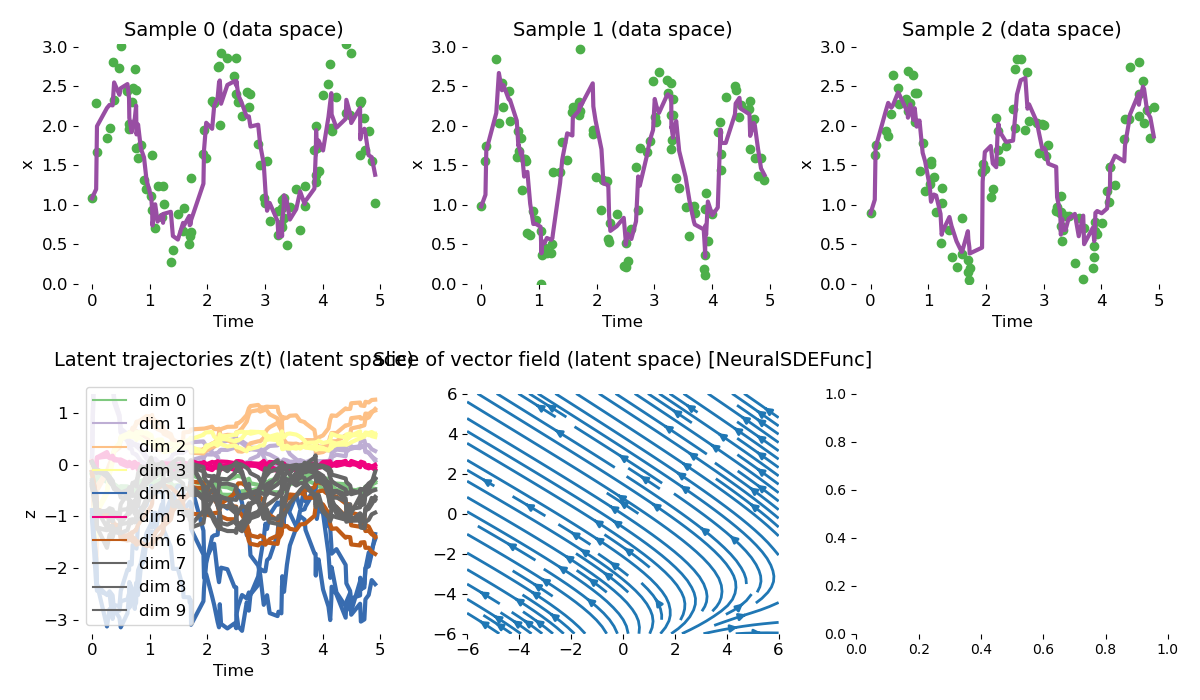 Sample 0 (data space)
Sample 1 (data space)
Sample 2 (data space)
3.0
2.5
2.0
1.5
1.0
0.5
0.0
x
0 1 2 3 4 5
Time
3.0
2.5
2.0
1.5
1.0
0.5
0.0
x
0 1 2 3 4 5
Time
3.0
2.5
2.0
1.5
1.0
0.5
0.0
x
0 1 2 3 4 5
Time
Latent trajectories z(t) (latent space)
Slice of vector field (latent space) [NeuralSDEFunc]
1
0
−1
−2
−3
z
dim 0
dim 1
dim 2
dim 3
dim 4
dim 5
dim 6
dim 7
dim 8
dim 9
0 1 2 3 4 5
Time
6
4
2
0
−2
−4
−6
−6 −4 −2 0 2 4 6
1.0
0.8
0.6
0.4
0.2
0.0
0.0 0.2 0.4 0.6 0.8 1.0